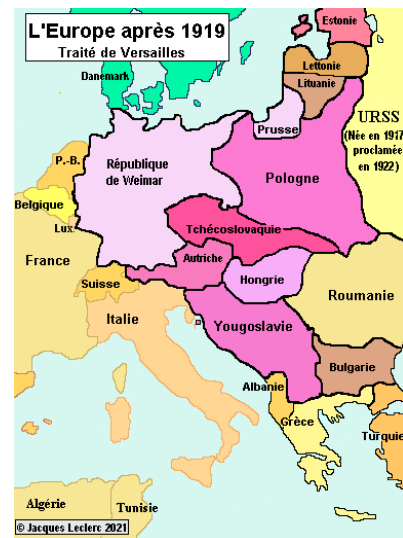 L'Europe après 1919
Traité de Versailles
Estonie
Lettonie
Lituanie
Danemark
URSS
(Née en 1917
proclamée
en 1922)
Prusse
P.-B.
République
de Weimar
Pologne
Belgique
Lux.
Tchécoslovaquie
France
Autriche
Suisse
Hongrie
Roumanie
Italie
Yougoslavie
Bulgarie
Albanie
Grèce
Turquie
Algérie
Tunisie
© Jacques Leclerc 2021